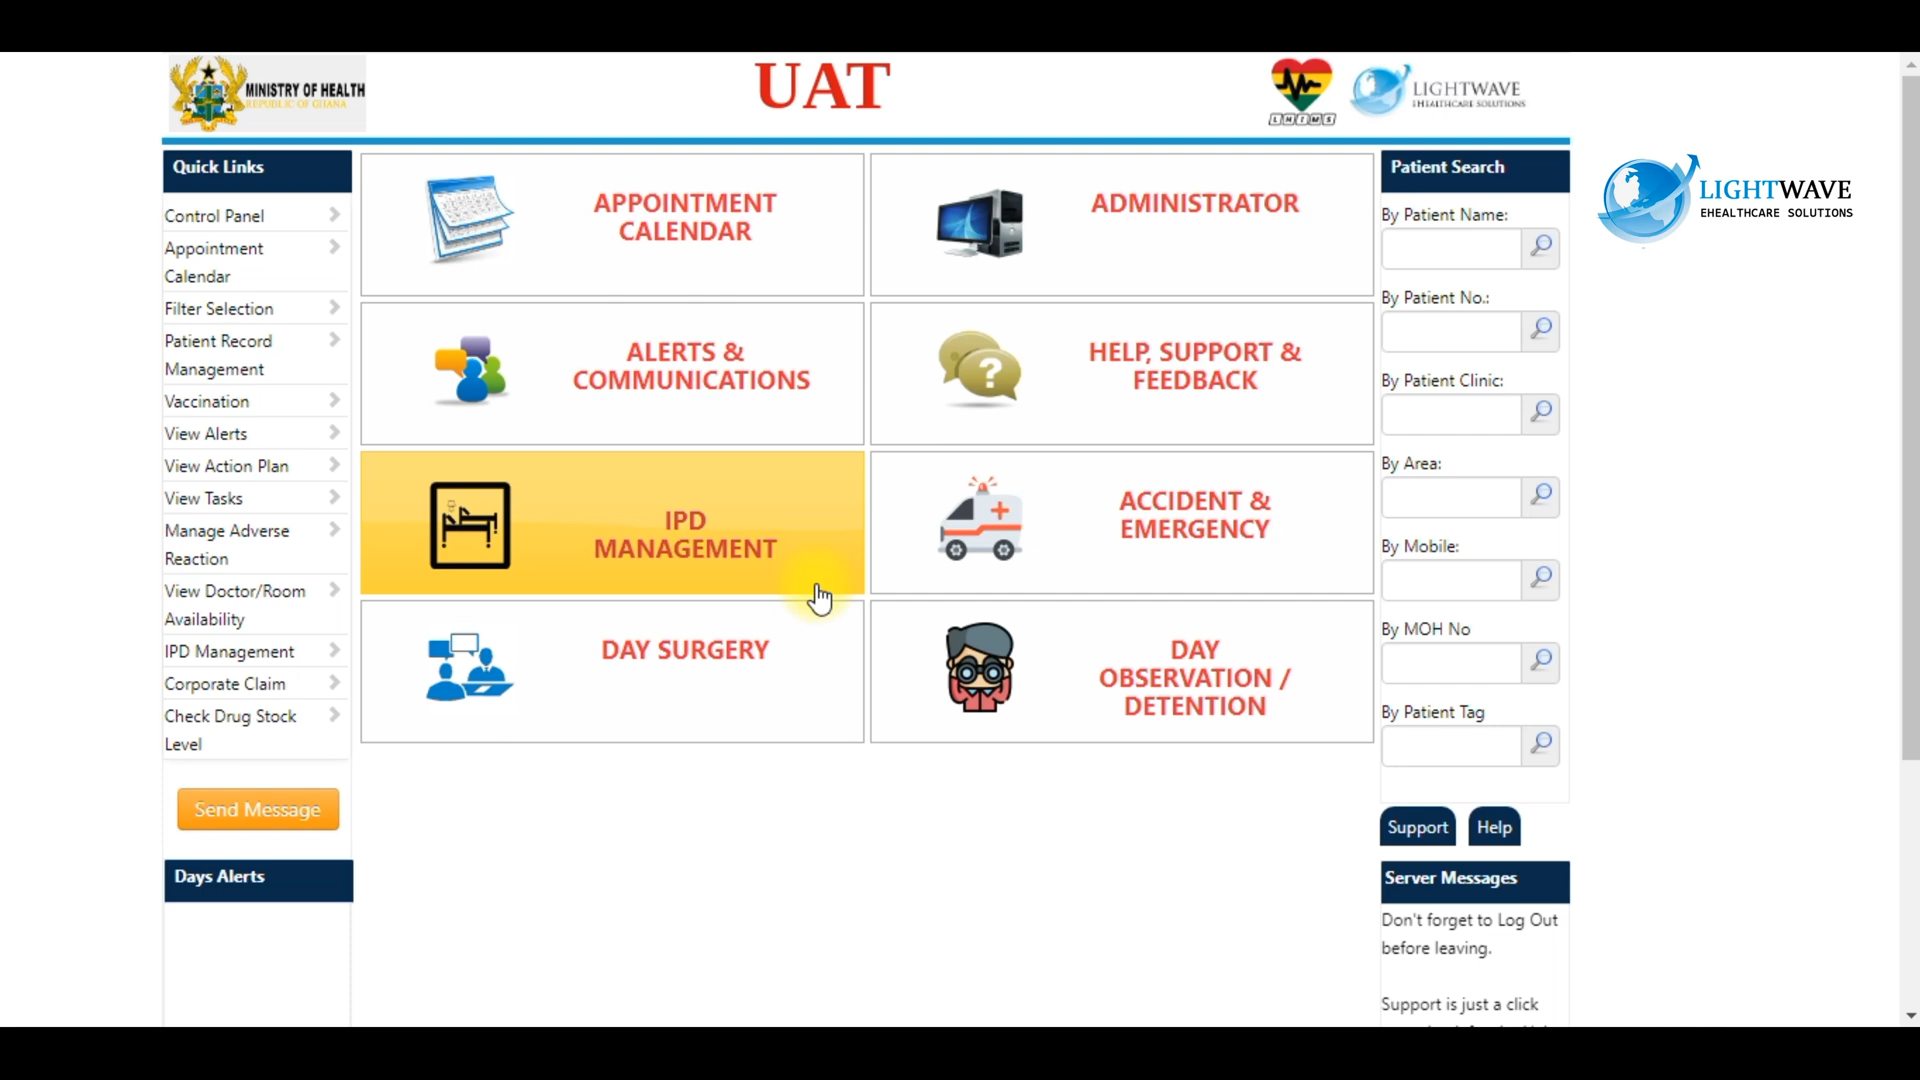 MINISTRY OF HEALTH
REPUBLIC OF GHANA
UAT
LHIMS
LIGHTWAVE
EHEALTHCARE SOLUTIONS
LIGHTWAVE
EHEALTHCARE SOLUTIONS
Quick Links
Control Panel
Appointment
Calendar
Filter Selection
Patient Record
Management
Vaccination
View Alerts
View Action Plan
View Tasks
Manage Adverse
Reaction
View Doctor/Room
Availability
IPD Management
Corporate Claim
Check Drug Stock
Level
Send Message
Days Alerts
APPOINTMENT
CALENDAR
ADMINISTRATOR
ALERTS &
COMMUNICATIONS
HELP, SUPPORT &
FEEDBACK
IPD
MANAGEMENT
ACCIDENT &
EMERGENCY
DAY SURGERY
DAY
OBSERVATION /
DETENTION
Patient Search
By Patient Name:
By Patient No.:
By Patient Clinic:
By Area:
By Mobile:
By MOH No
By Patient Tag
Support
Help
Server Messages
Don't forget to Log Out
before leaving.
Support is just a click